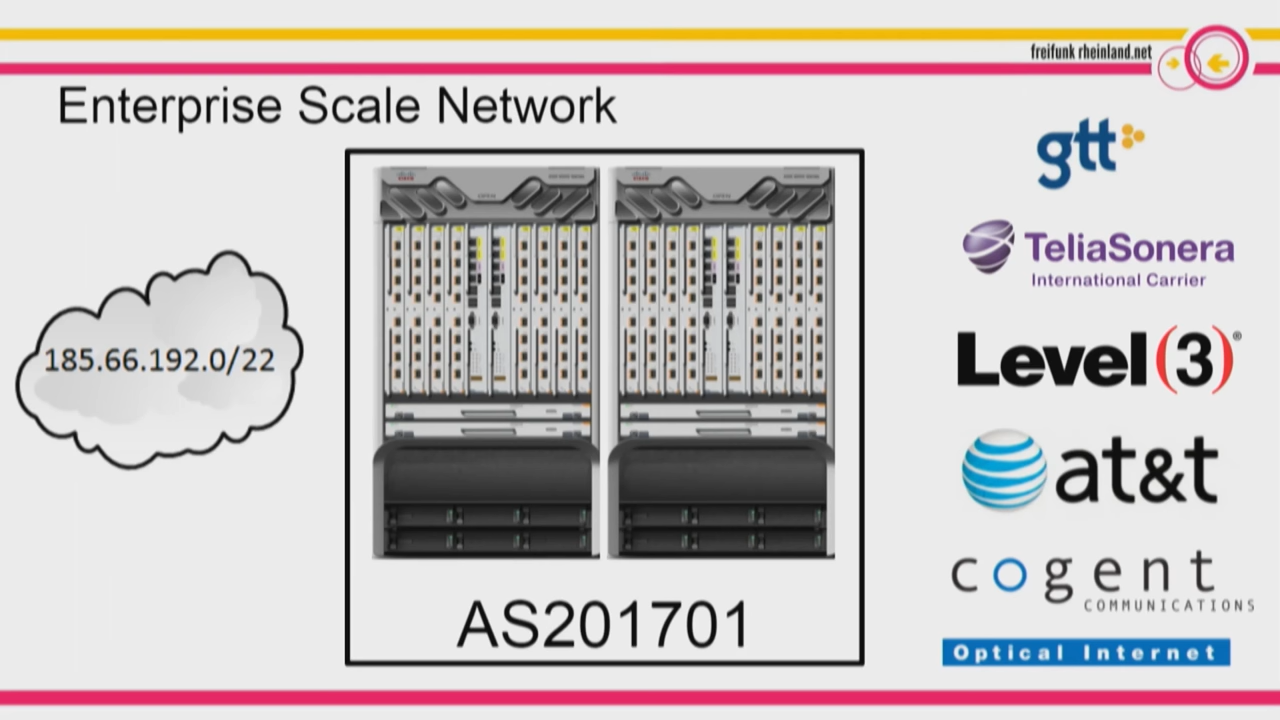 freifunk rheinland.net
Enterprise Scale Network
gtt
TeliaSonera
International Carrier
185.66.192.0/22
Level(3)®
at&t
cogent
COMMUNICATIONS
AS201701
Optical Internet